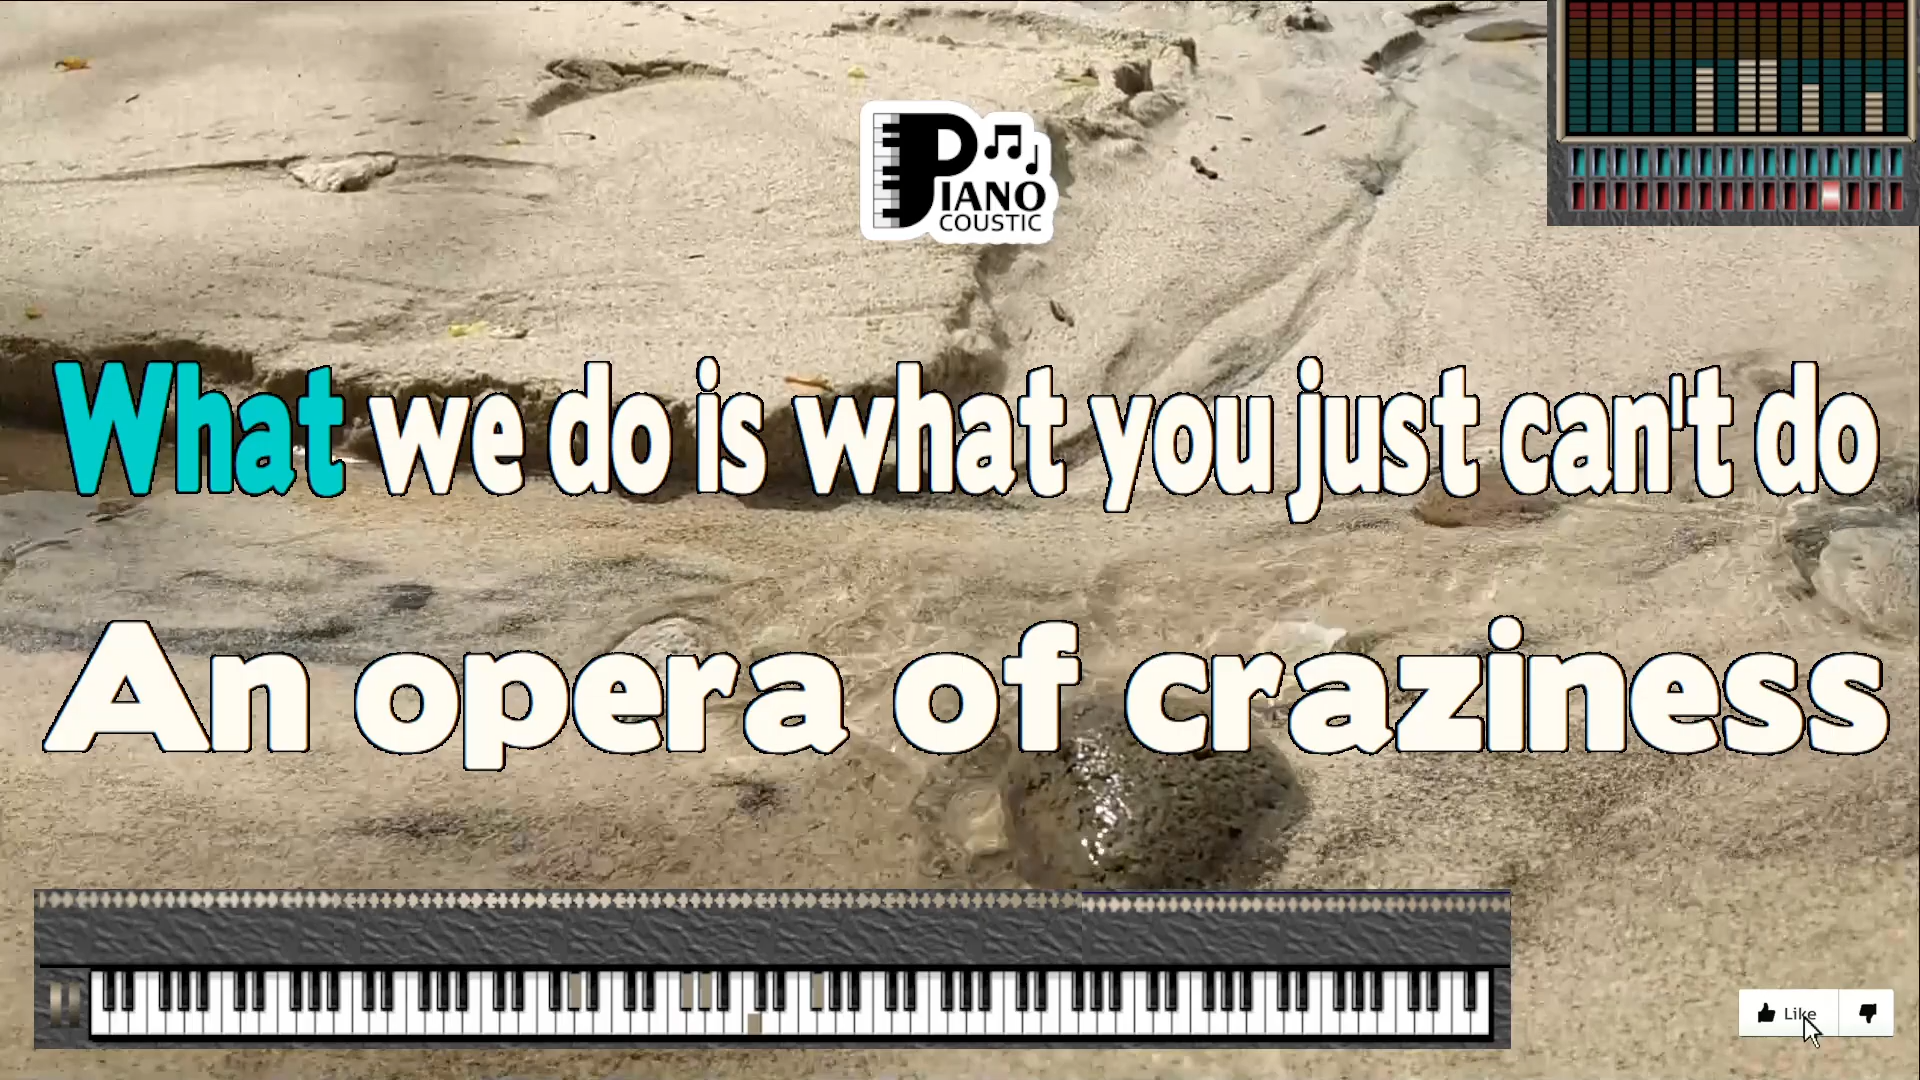 PIANO
COUSTIC
What we do is what you just can't do
An opera of craziness
Like